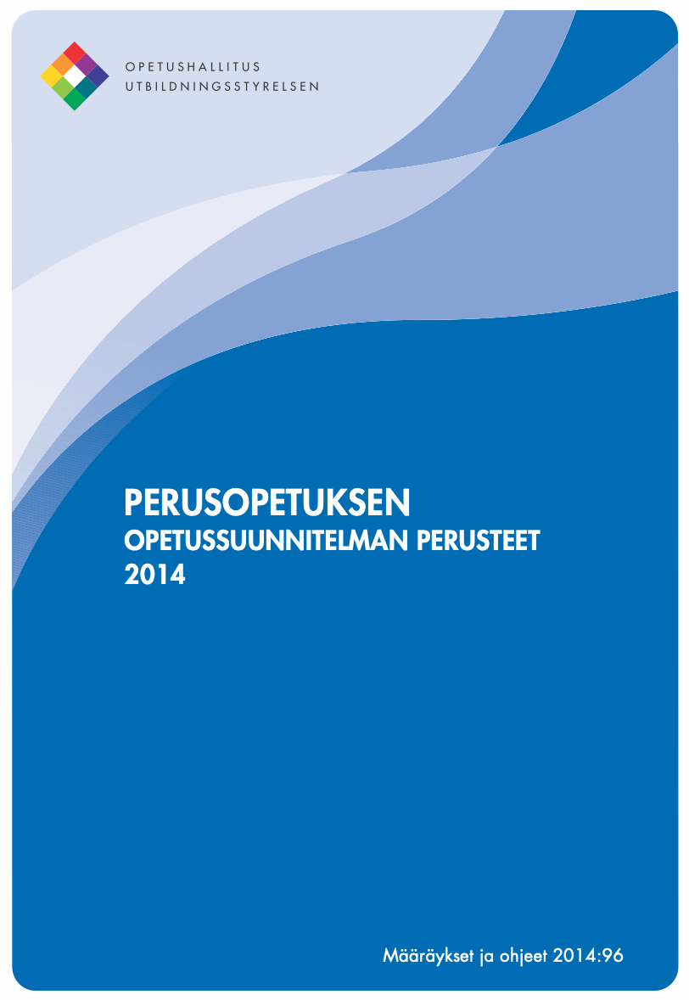 OPETUSHALLITUS
UTBILDNINGSSTYRELSEN
PERUSOPETUKSEN
OPETUSSUUNNITELMAN PERUSTEET
2014
Määräykset ja ohjeet 2014:96